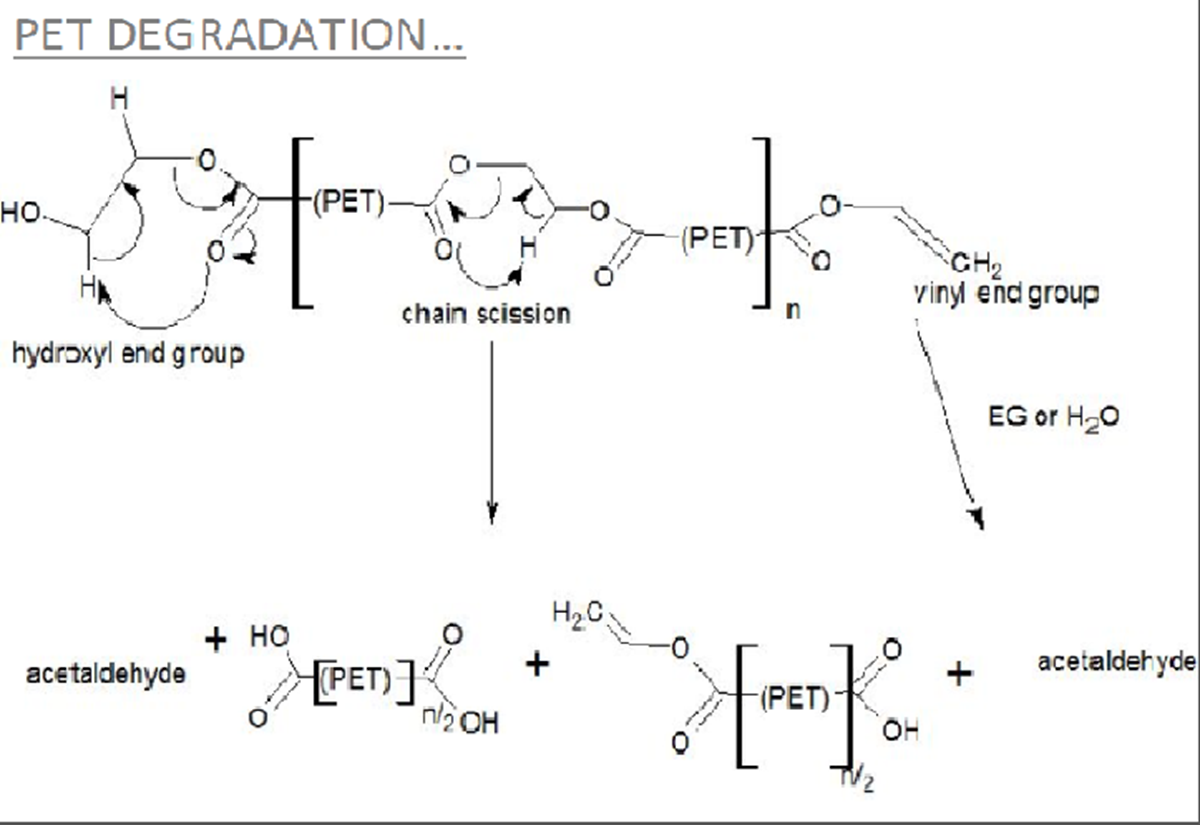 PET DEGRADATION...
H
O
O
HO
(PET)
O
O
(PET)
O
H
O
O
O
CH2
H
chain scission
n
vinyl end group
hydroxyl end group
EG or H2O
H2C
+
HO
O
+
O
O
acetaldehyde
(PET)
+
acetaldehyde
O
n/2
OH
(PET)
O
OH
n/2